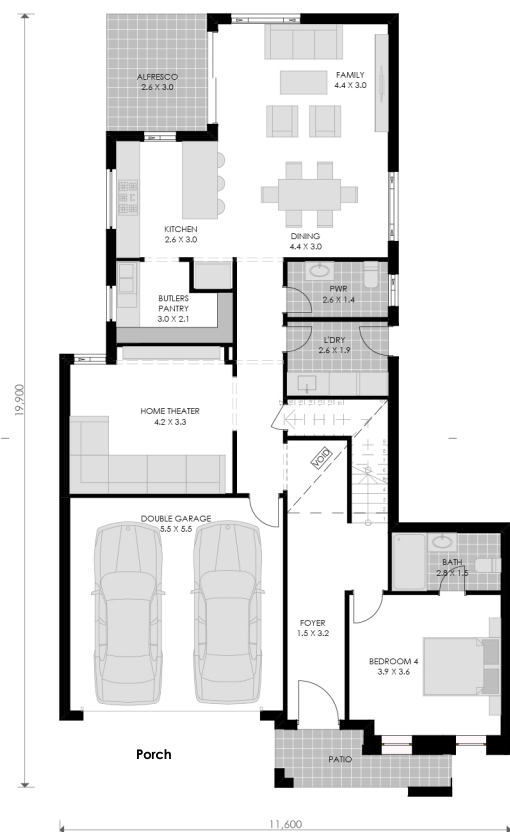 ALFRESCO
2.6 X 3.0
FAMILY
4.4 X 3.0
KITCHEN
2.6 X 3.0
DINING
4.4 X 3.0
PWR
2.6 X 1.4
BUTLERS
PANTRY
3.0 X 2.1
L'DRY
2.6 X 1.9
19,900
HOME THEATER
4.2 X 3.3
VOID
DOUBLE GARAGE
5.5 X 5.5
BATH
2.8 X 1.5
FOYER
1.5 X 3.2
BEDROOM 4
3.9 X 3.6
Porch
PATIO
11,600